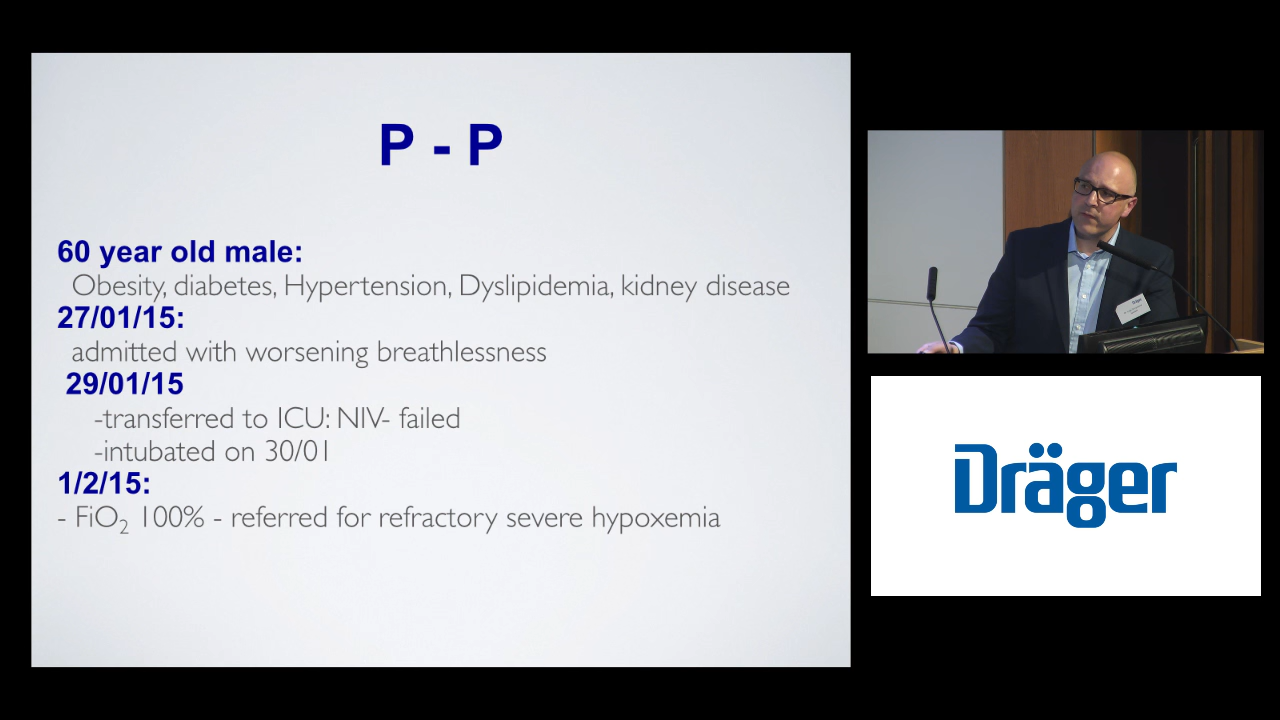 P - P
60 year old male:
Obesity, diabetes, Hypertension, Dyslipidemia, kidney disease
27/01/15:
admitted with worsening breathlessness
29/01/15
-transferred to ICU: NIV- failed
-intubated on 30/01
1/2/15:
- FiO₂ 100% - referred for refractory severe hypoxemia
Dräger